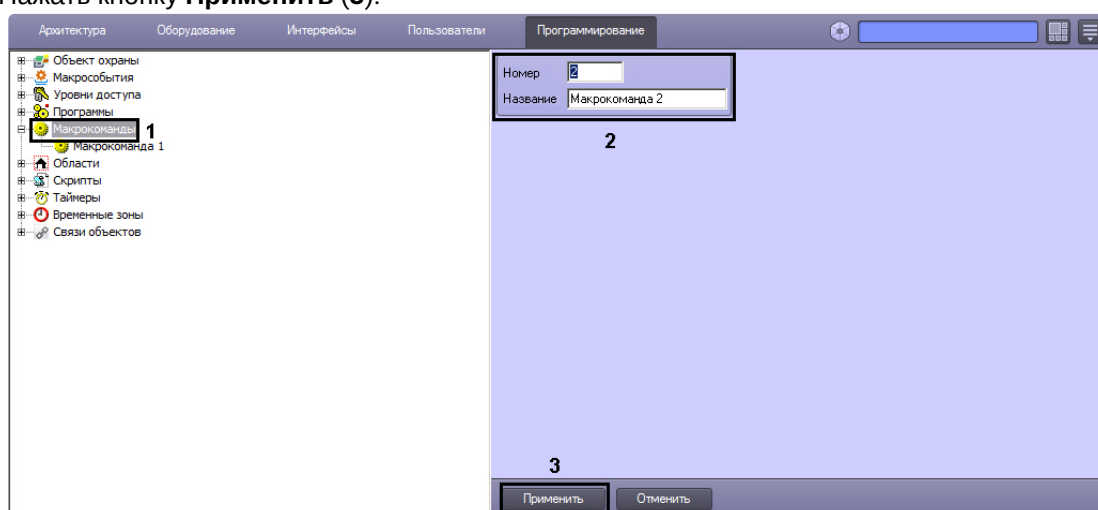 Нажать кнопку Применить (3).
Архитектура Оборудование Интерфейсы Пользователи Программирование
Объект охраны
Макрособытия
Уровни доступа
Программы
Макрокоманды 1
Макрокоманда 1
Области
Скрипты
Таймеры
Временные зоны
Связи объектов
Номер 2
Название Макрокоманда 2
2
3
Применить Отменить